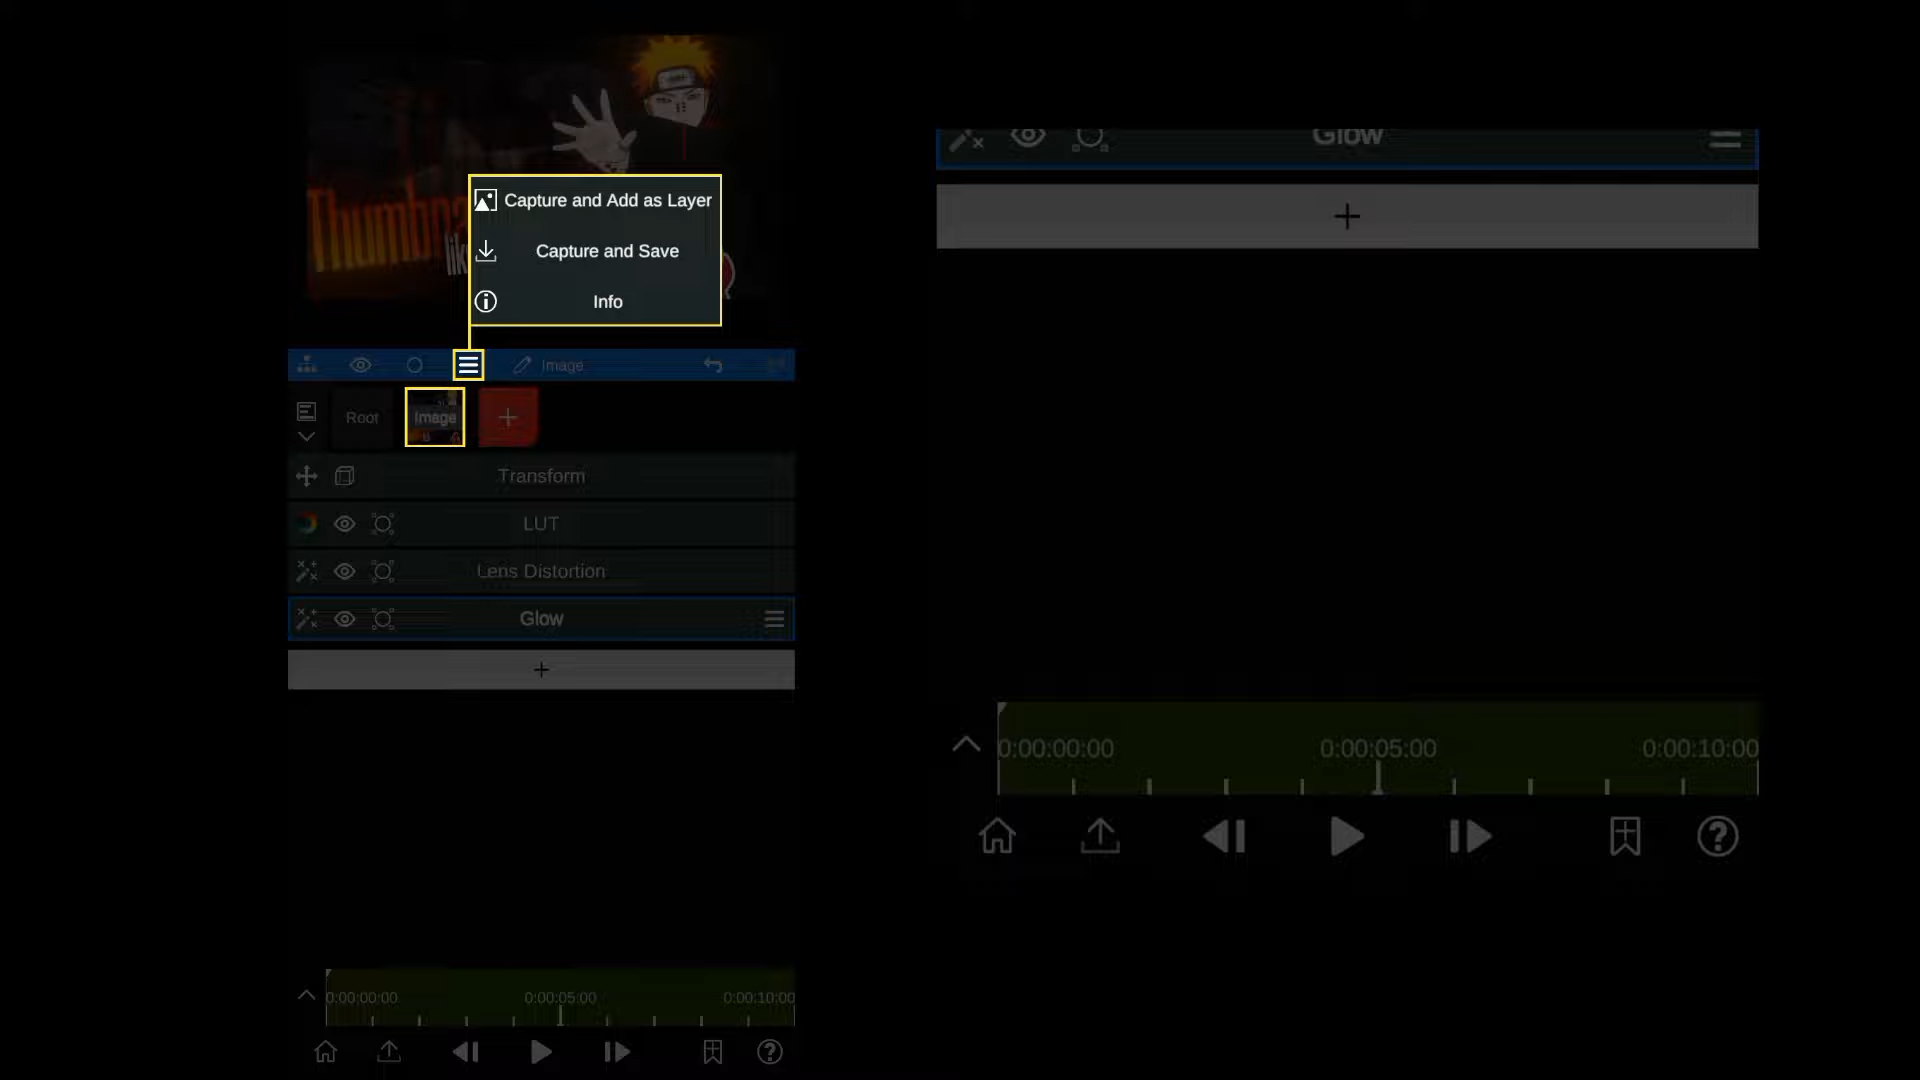 Glow
Capture and Add as Layer
Capture and Save
Info
Image
Root
Image
Transform
LUT
Lens Distortion
Glow
0:00:00:00 0:00:05:00 0:00:10:00
0:00:00:00 0:00:05:00 0:00:10:00